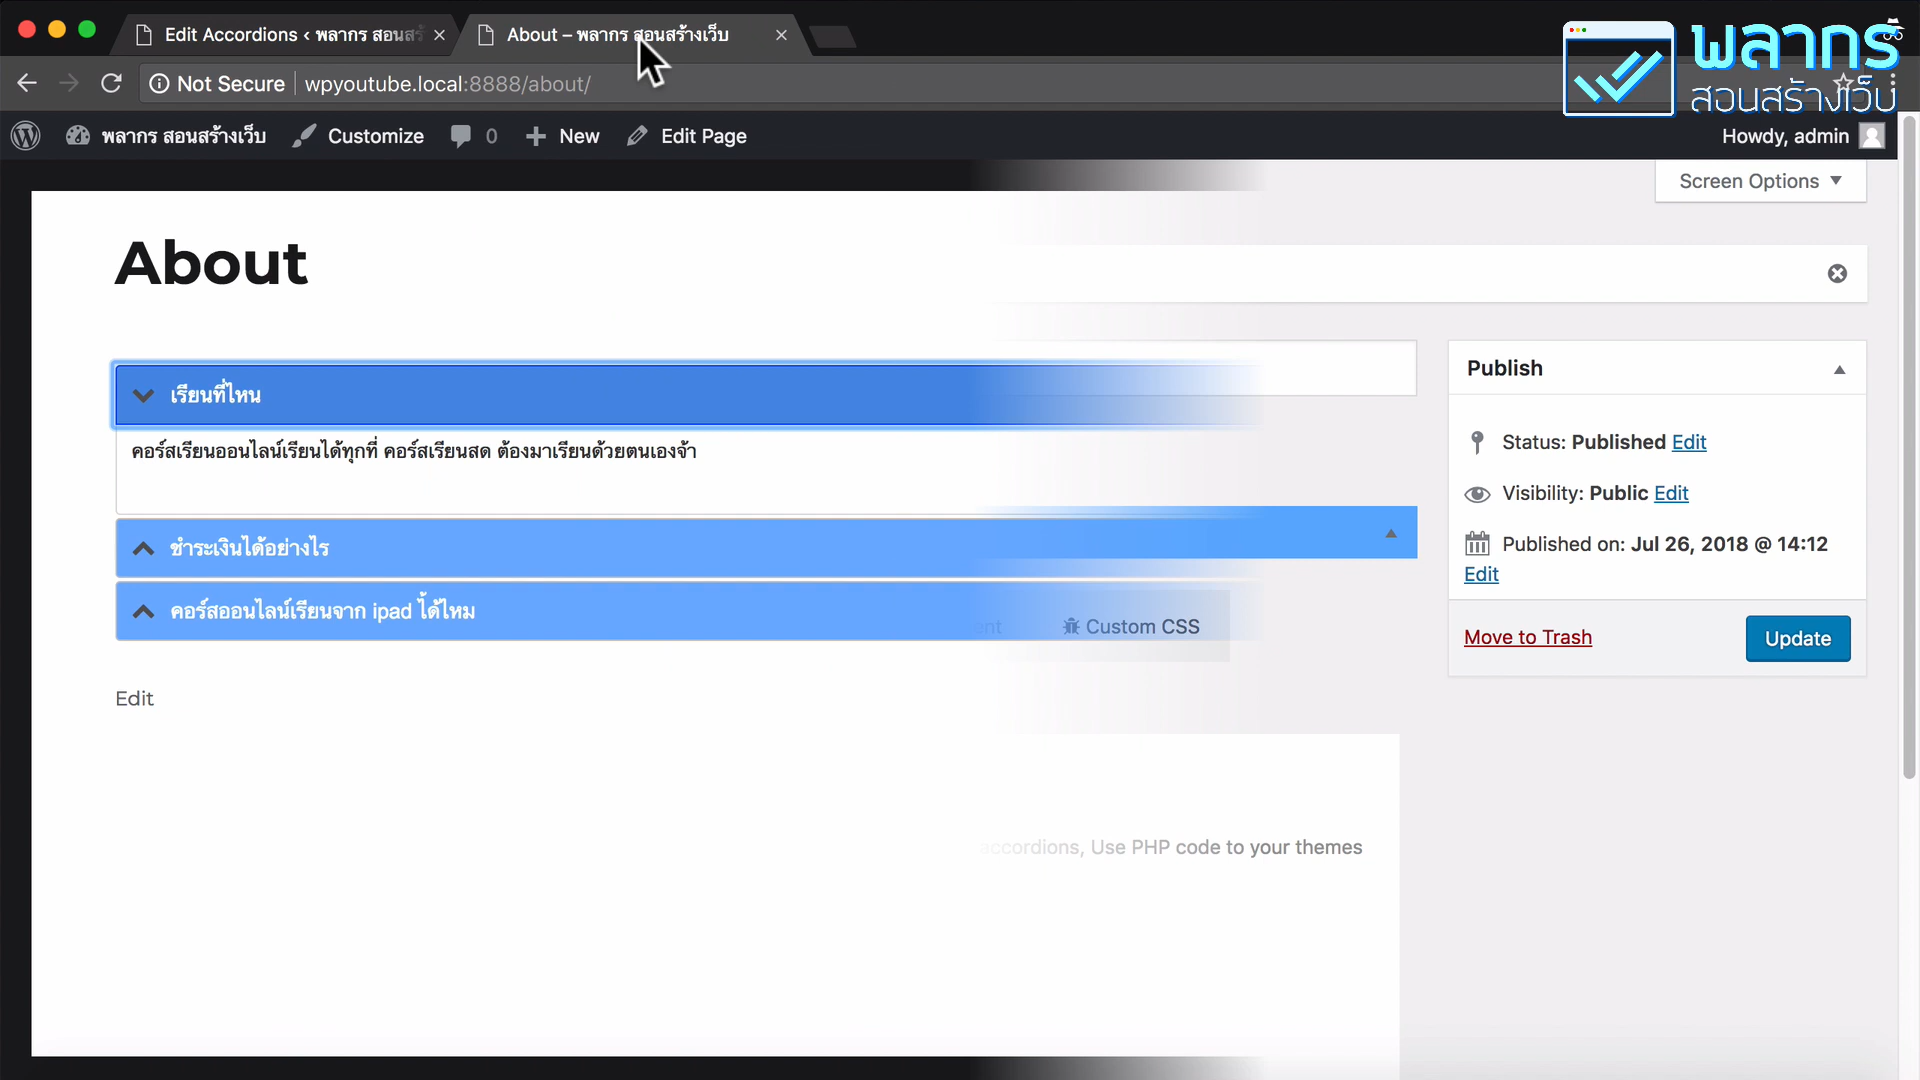 Edit Accordions ‹ พลากร สอนสร้
About – พลากร สอนสร้างเว็บ
Not Secure
wpyoutube.local:8888/about/
พลากร
สอนสร้างเว็บ
พลากร สอนสร้างเว็บ
Customize
0
New
Edit Page
Howdy, admin
Screen Options
About
เรียนที่ไหน
คอร์สเรียนออนไลน์เรียนได้ทุกที่ คอร์สเรียนสด ต้องมาเรียนด้วยตนเองจ้า
ชำระเงินได้อย่างไร
คอร์สออนไลน์เรียนจาก ipad ได้ไหม
Custom CSS
Edit
accordions, Use PHP code to your themes
Publish
Status: Published Edit
Visibility: Public Edit
Published on: Jul 26, 2018 @ 14:12
Edit
Move to Trash
Update